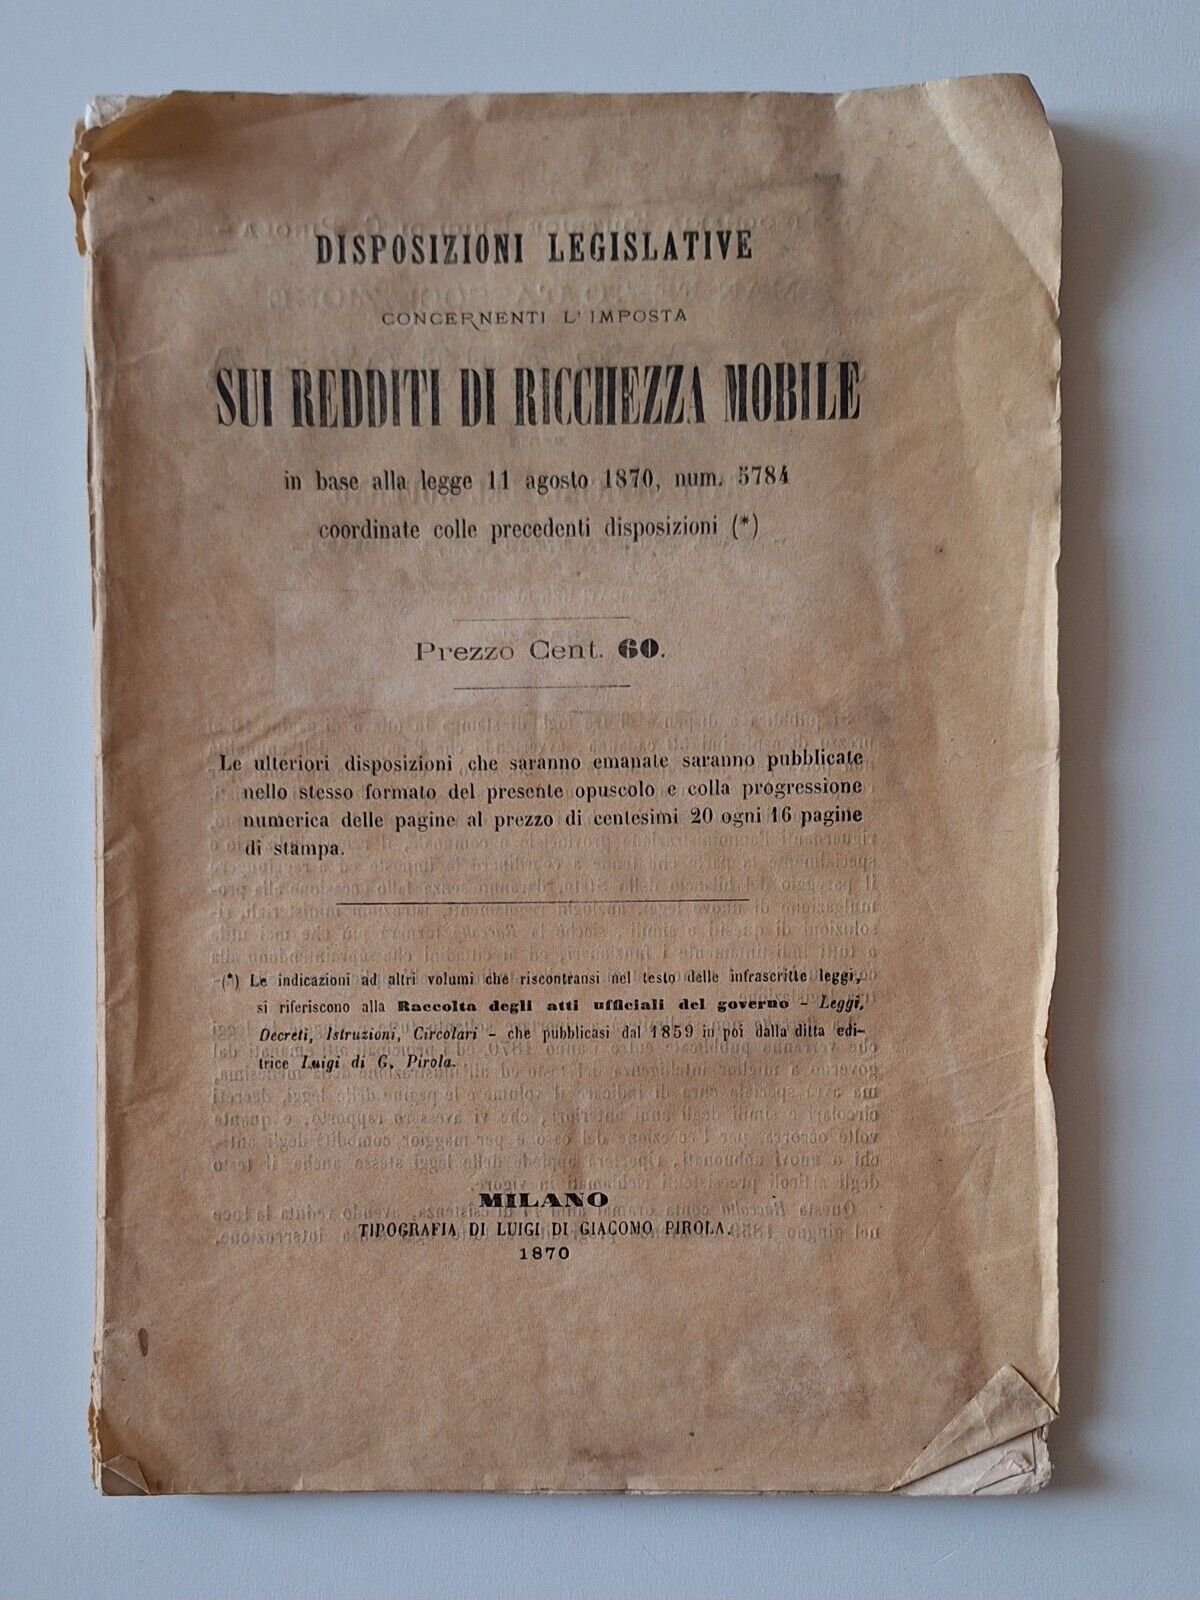 DISPOSIZIONI LEGISLATIVE
CONCERNENTI L'IMPOSTA
SUI REDDITI DI RICCHEZZA MOBILE
in base alla legge 11 agosto 1870, num. 5784
coordinate colle precedenti disposizioni (*)
Prezzo Cent. 60.
Le ulteriori disposizioni che saranno emanate saranno pubblicate
nello stesso formato del presente opuscolo e colla progressione
numerica delle pagine al prezzo di centesimi 20 ogni 16 pagine
di stampa.
(*) Le indicazioni ad altri volumi che riscontransi nel testo delle infrascritte leggi,
si riferiscono alla Raccolta degli atti ufficiali del governo - Leggi,
Decreti, Istruzioni, Circolari - che pubblicasi dal 1859 in poi dalla ditta edi-
trice Luigi di G. Pirola.
MILANO
TIPOGRAFIA DI LUIGI DI GIACOMO PIROLA.
1870